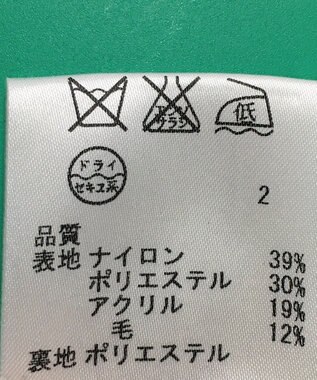 エンソ
サラシ
低
ドライ
セキユ系
2
品質
表地 ナイロン 39%
ポリエステル 30%
アクリル 19%
毛 12%
裏地 ポリエステル